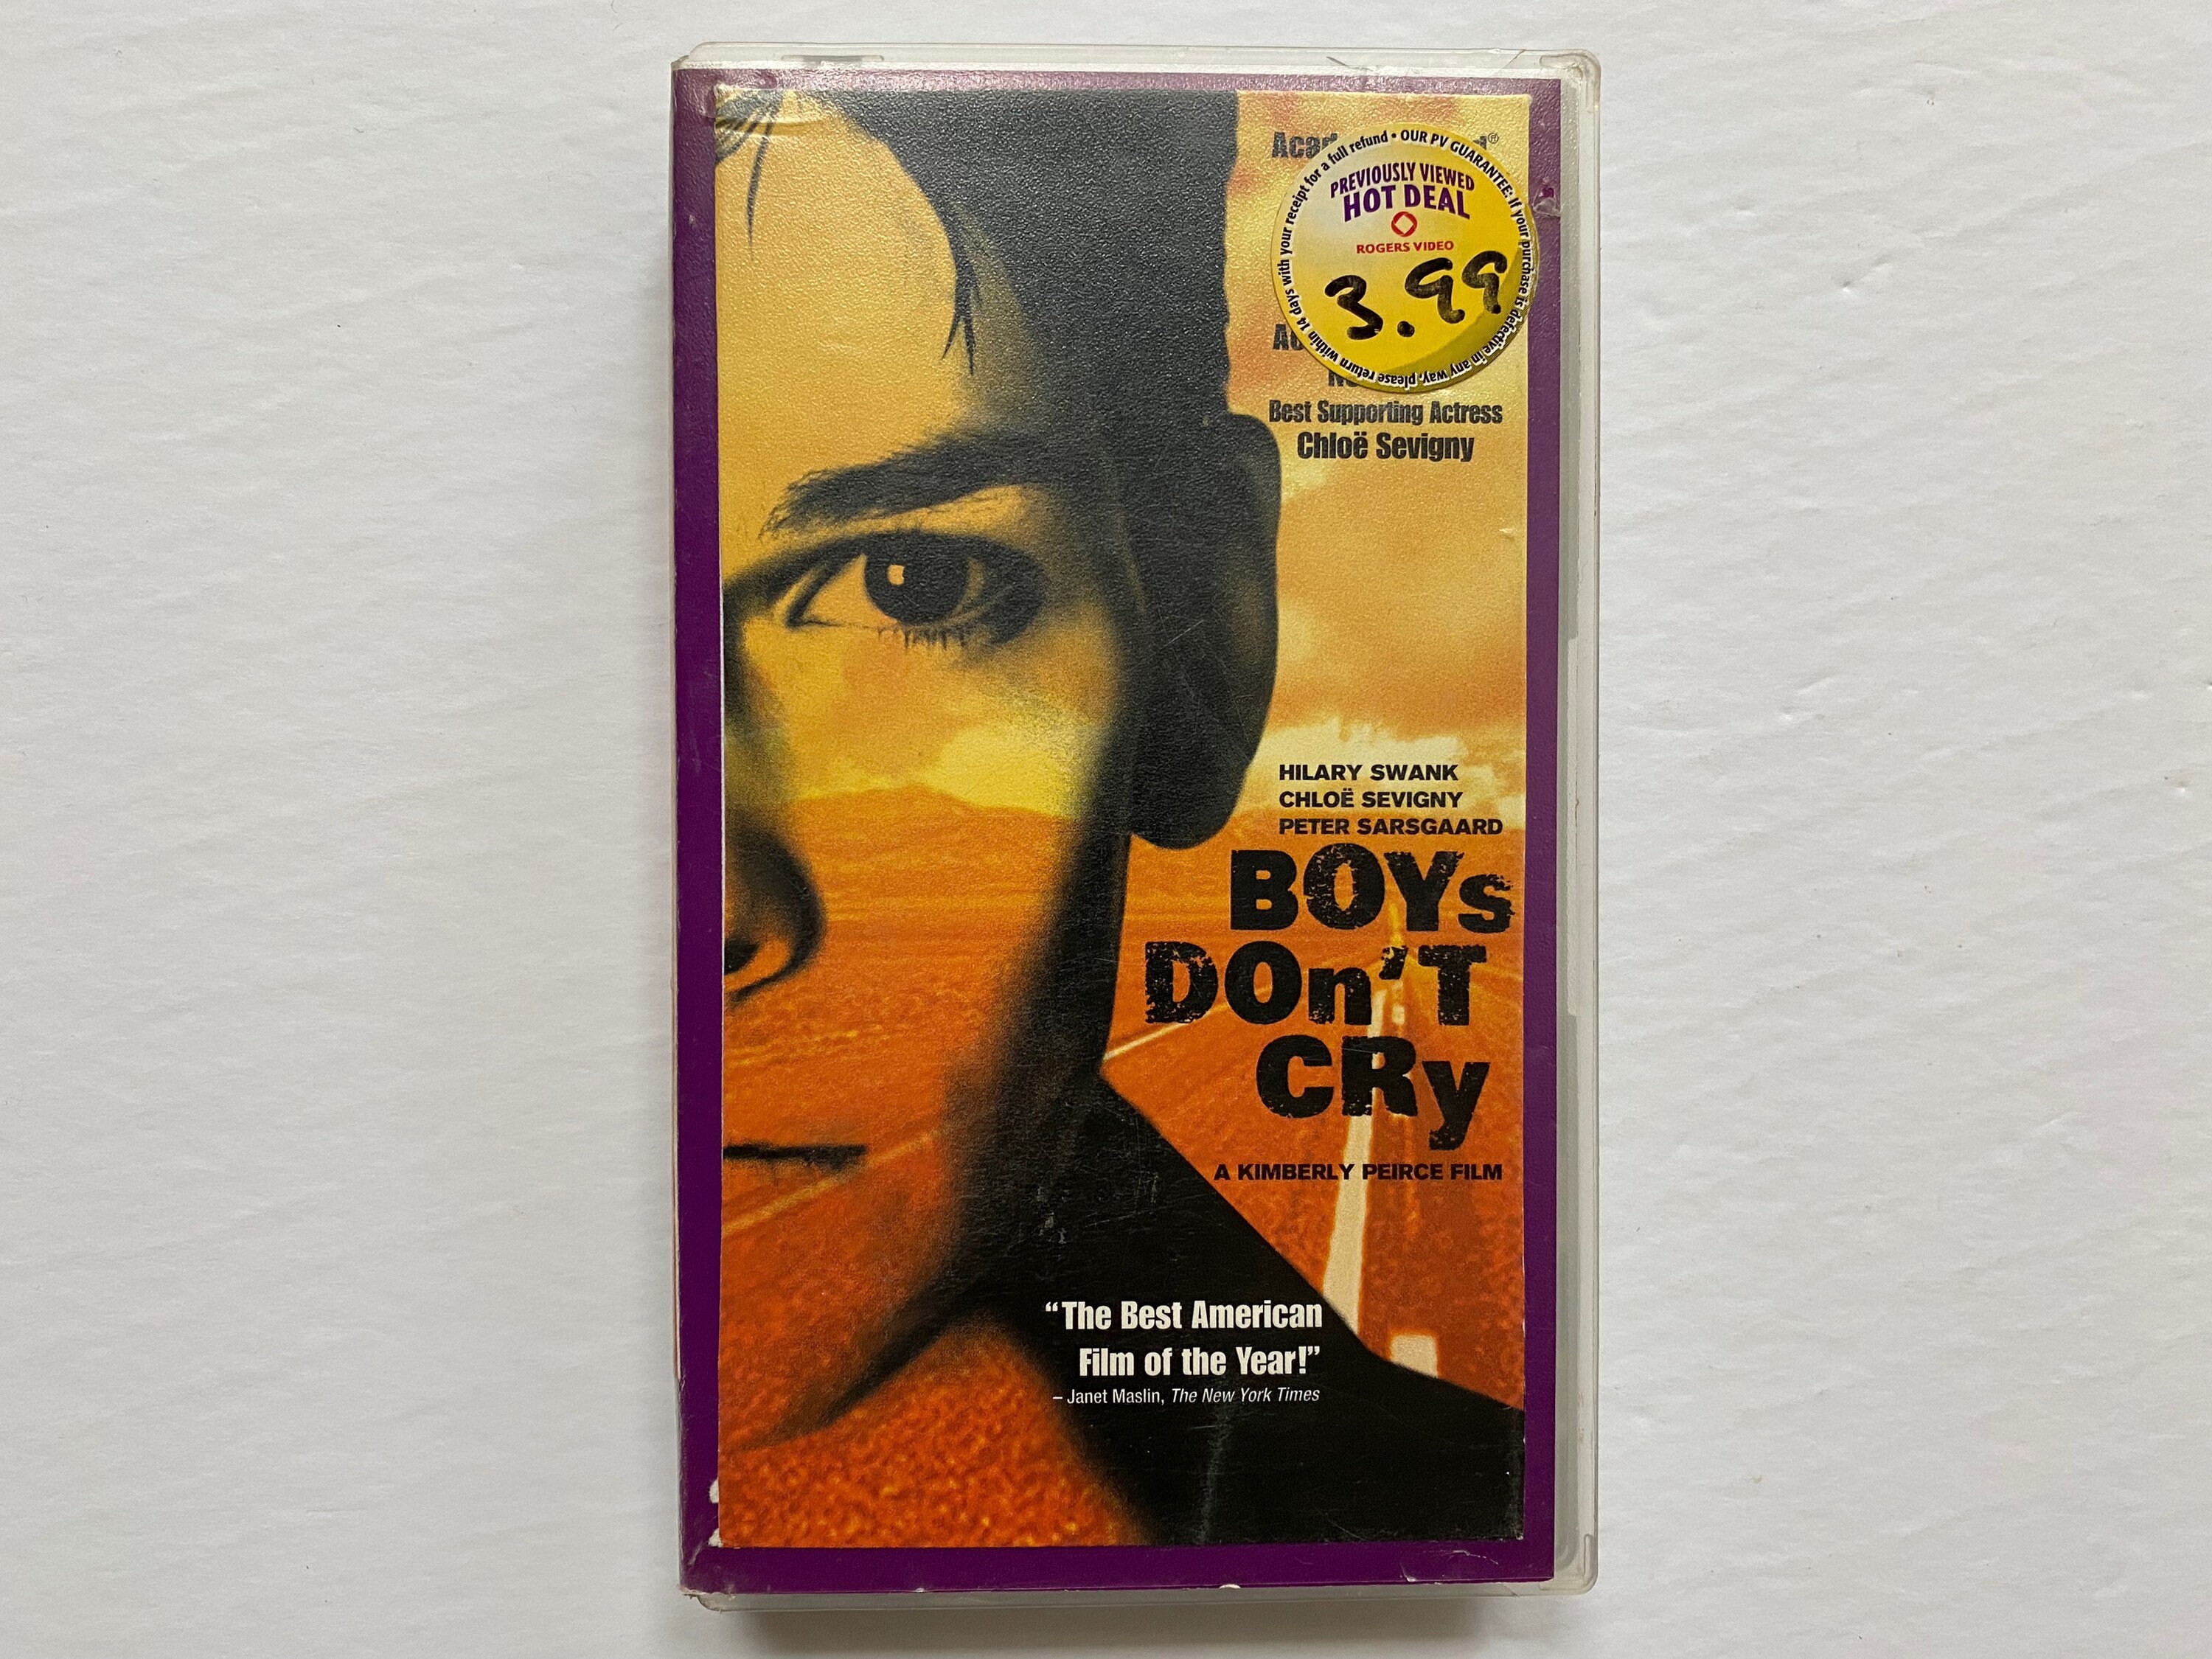 OUR PV GUARANTEE: If your purchase is defective in any way, please return within 14 days with your receipt for a full refund •
PREVIOUSLY VIEWED
HOT DEAL
ROGERS VIDEO
3.99
Best Supporting Actress
Chloë Sevigny
HILARY SWANK
CHLOË SEVIGNY
PETER SARSGAARD
BOYs
DOn'T
CRy
A KIMBERLY PEIRCE FILM
“The Best American
Film of the Year!”
– Janet Maslin, The New York Times